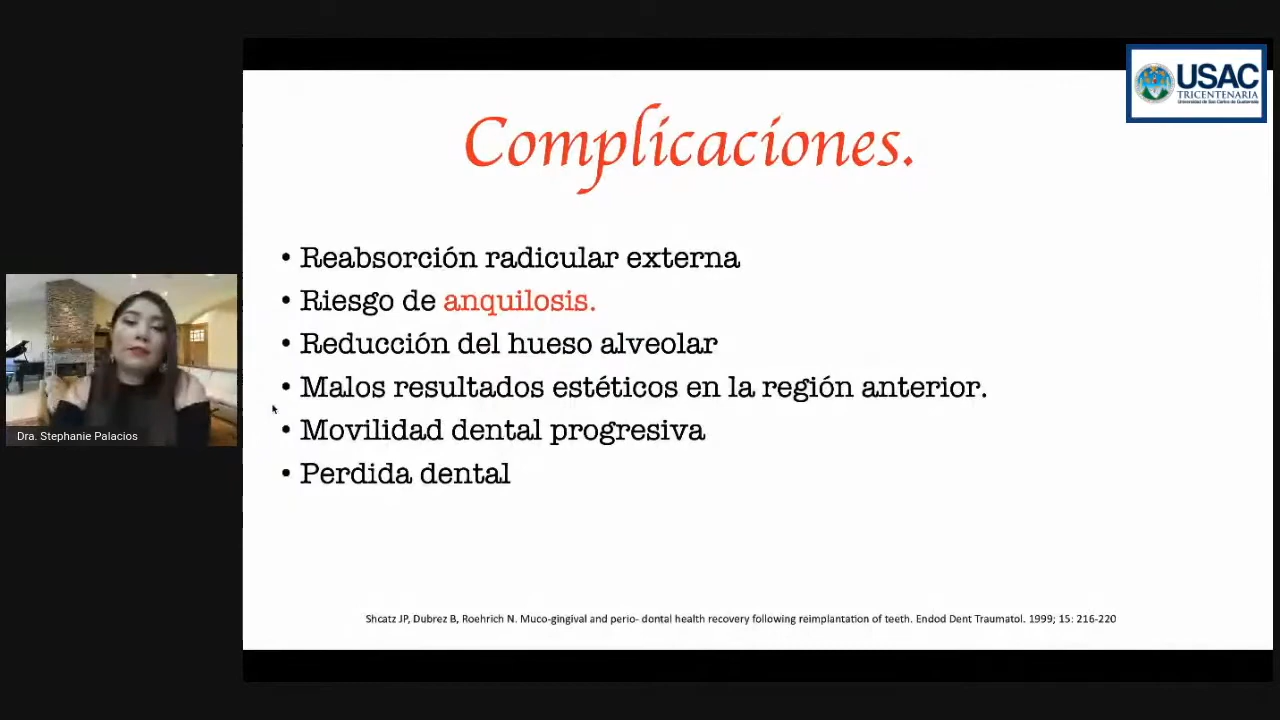 USAC
TRICENTENARIA
Universidad de San Carlos de Guatemala
Complicaciones.
• Reabsorción radicular externa
• Riesgo de anquilosis.
• Reducción del hueso alveolar
• Malos resultados estéticos en la región anterior.
• Movilidad dental progresiva
• Perdida dental
Dra. Stephanie Palacios
Shcatz JP, Dubrez B, Roehrich N. Muco-gingival and perio- dontal health recovery following reimplantation of teeth. Endod Dent Traumatol. 1999; 15: 216-220